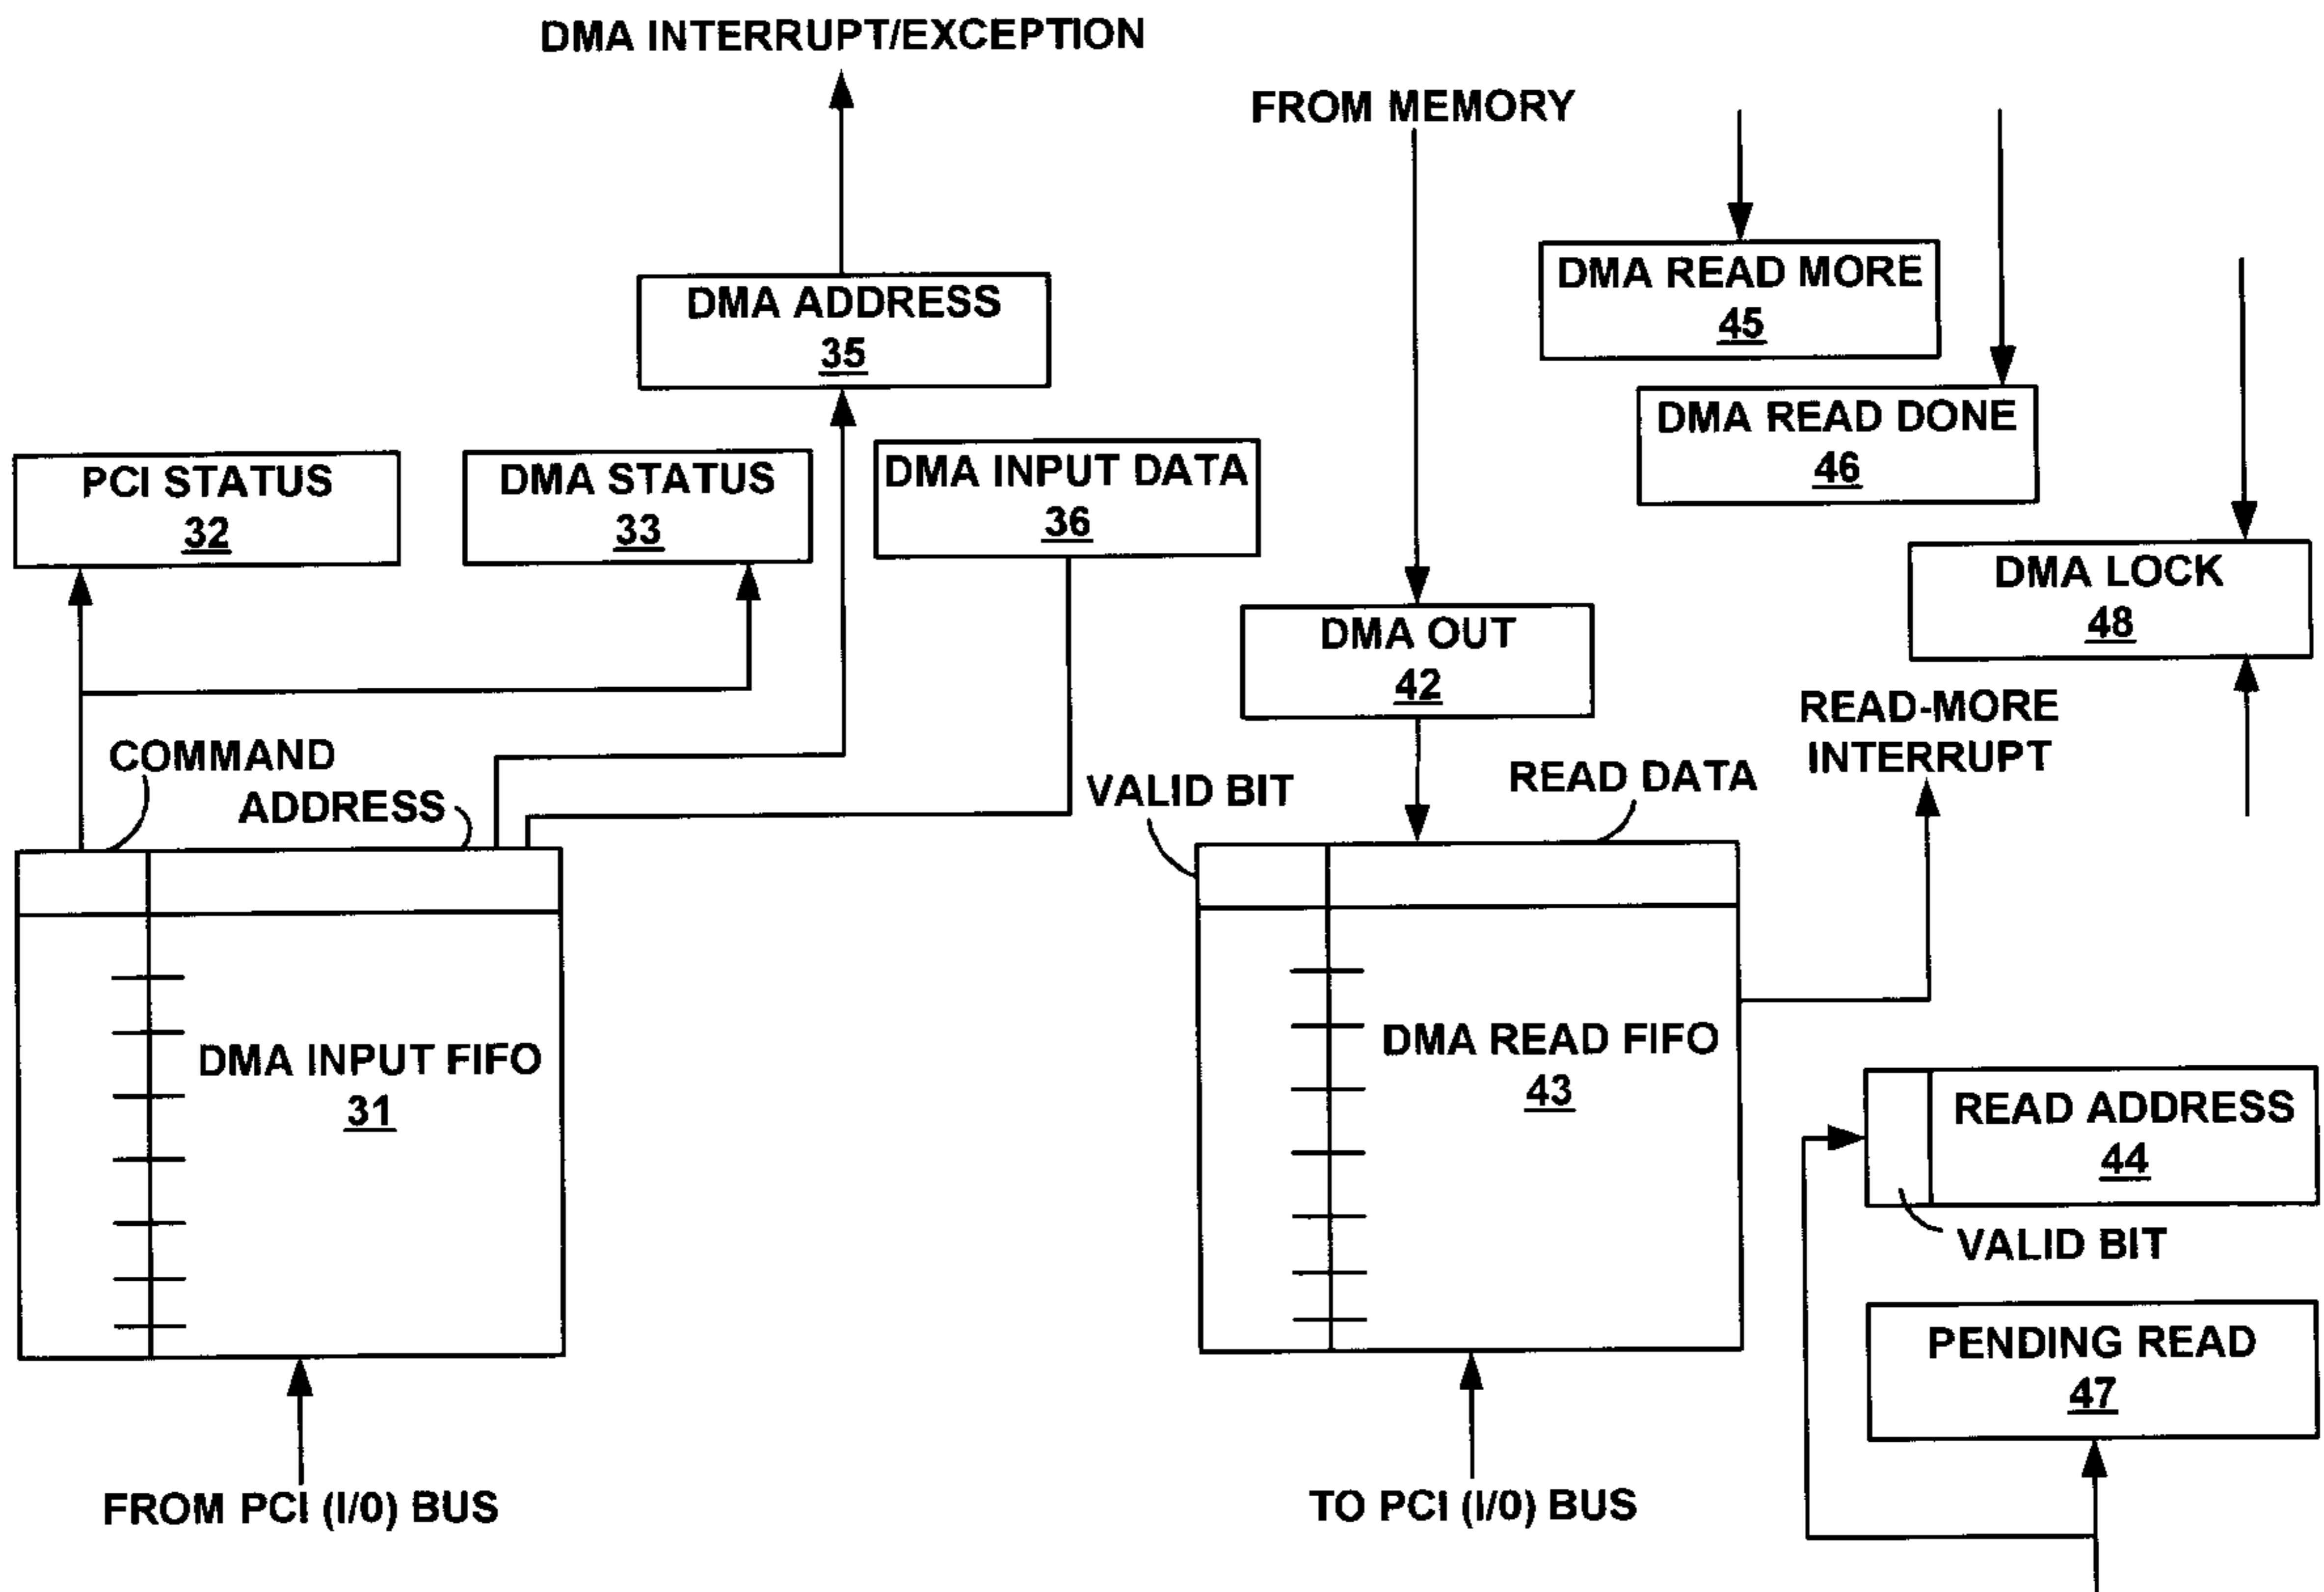 DMA INTERRUPT/EXCEPTION
FROM MEMORY
DMA ADDRESS
35
DMA READ MORE
45
DMA READ DONE
46
PCI STATUS
32
DMA STATUS
33
DMA INPUT DATA
36
DMA LOCK
48
DMA OUT
42
READ-MORE
INTERRUPT
COMMAND
ADDRESS
VALID BIT
READ DATA
DMA INPUT FIFO
31
DMA READ FIFO
43
READ ADDRESS
44
VALID BIT
PENDING READ
47
FROM PCI (I/0) BUS
TO PCI (I/0) BUS